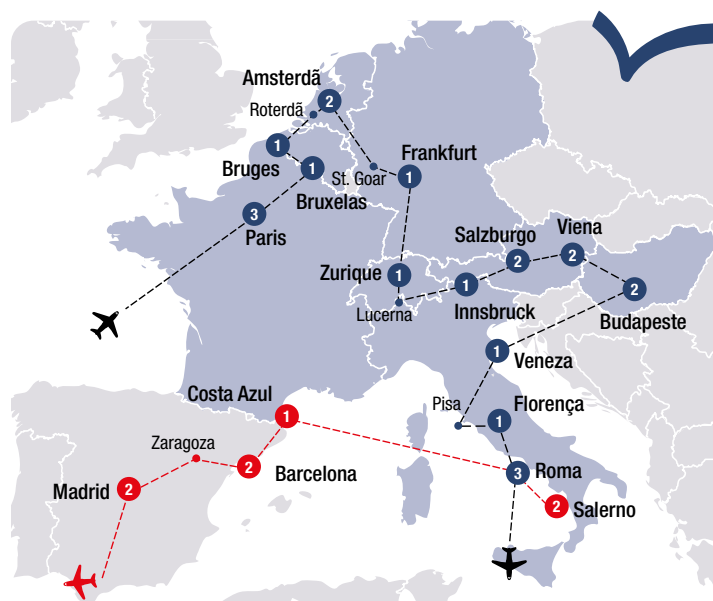 Amsterdã
2
Roterdã
1
Bruges
St. Goar
Frankfurt
1
1
Bruxelas
3
Paris
Salzburgo
Viena
2
2
Zurique
1
Lucerna
1
Innsbruck
2
Budapeste
1
Veneza
Costa Azul
1
Pisa
Florença
1
Zaragoza
2
Barcelona
Madrid
2
3
Roma
2
Salerno